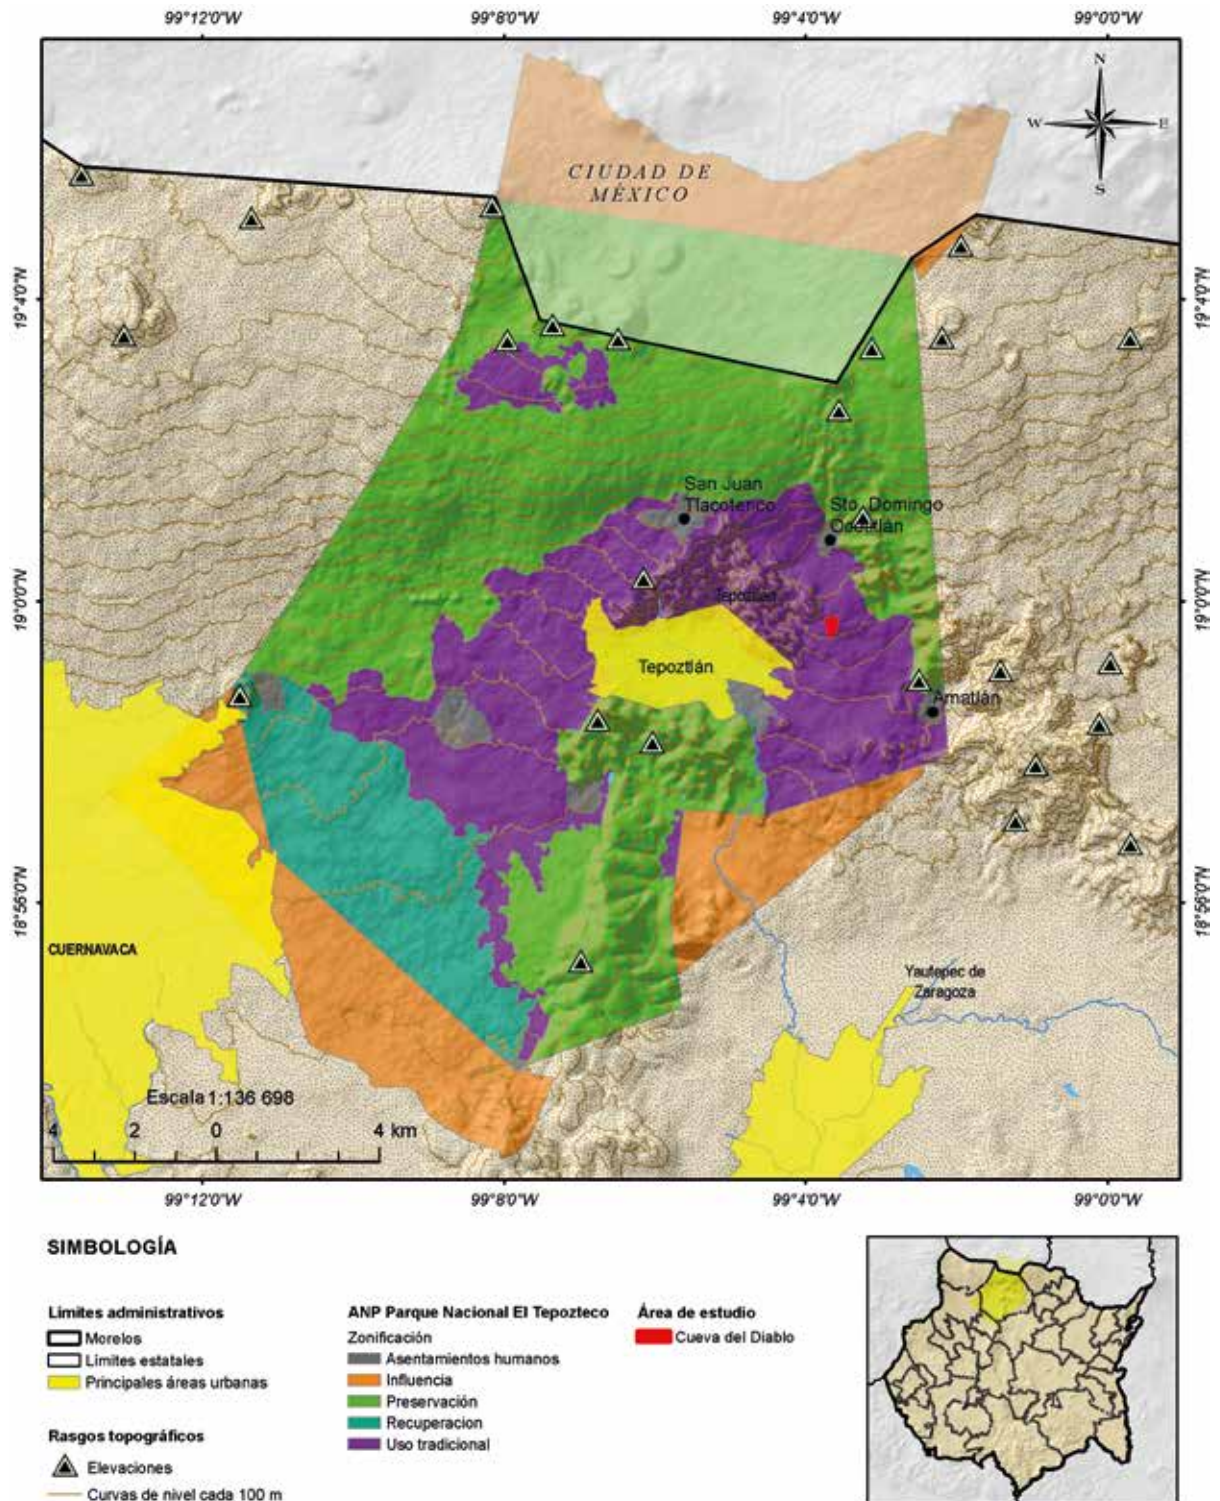 99°12'0"W 99°8'0"W 99°4'0"W 99°0'0"W
N
W E
S
CIUDAD DE
MÉXICO
19°4'0"N 19°4'0"N
San Juan
Tlacotenco
Sto. Domingo
Ocotitlán
Tepoztlán
19°0'0"N 19°0'0"N
Tepoztlán
Amatlán
18°56'0"N 18°56'0"N
CUERNAVACA
Yautepec de
Zaragoza
Escala 1:136 698
4 2 0 4 km
99°12'0"W 99°8'0"W 99°4'0"W 99°0'0"W
SIMBOLOGÍA
Limites administrativos
Morelos
Límites estatales
Principales áreas urbanas
Rasgos topográficos
Elevaciones
Curvas de nivel cada 100 m
ANP Parque Nacional El Tepozteco
Zonificación
Asentamientos humanos
Influencia
Preservación
Recuperacion
Uso tradicional
Área de estudio
Cueva del Diablo